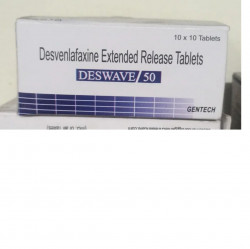 10 x 10 Tablets
Desvenlafaxine Extended Release Tablets
DESWAVE/50
GENTECH